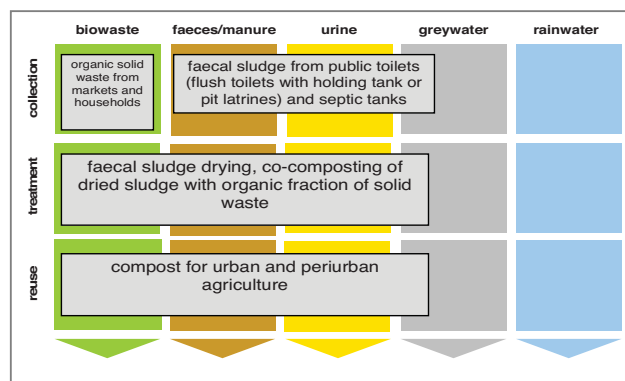 biowaste faeces/manure urine greywater rainwater
collection
organic solid
waste from
markets and
households
faecal sludge from public toilets
(flush toilets with holding tank or
pit latrines) and septic tanks
treatment
faecal sludge drying, co-composting of
dried sludge with organic fraction of solid
waste
reuse
compost for urban and periurban
agriculture